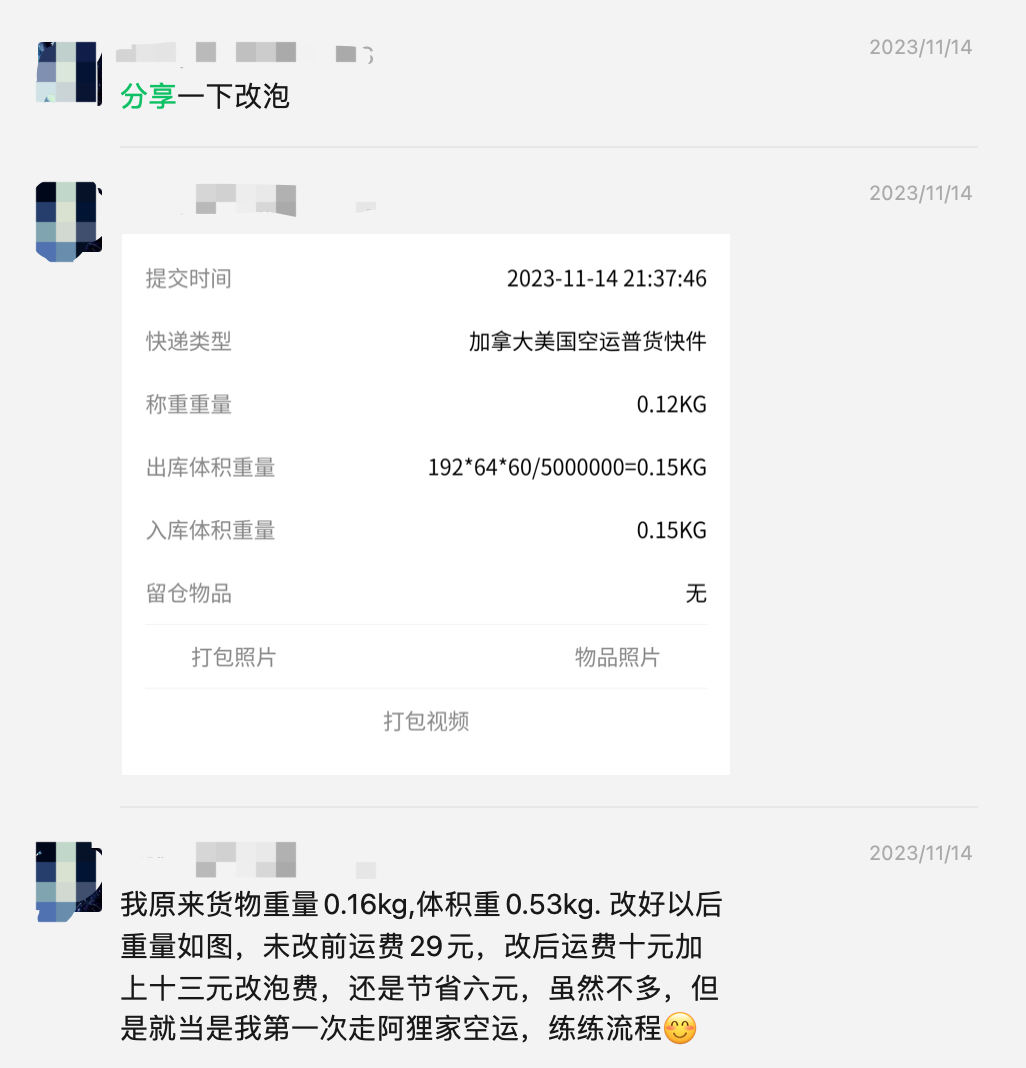 2023/11/14
分享一下改泡
2023/11/14
提交时间 2023-11-14 21:37:46
快递类型 加拿大美国空运普货快件
称重重量 0.12KG
出库体积重量 192*64*60/5000000=0.15KG
入库体积重量 0.15KG
留仓物品 无
打包照片 物品照片
打包视频
2023/11/14
我原来货物重量0.16kg,体积重0.53kg. 改好以后
重量如图，未改前运费29元，改后运费十元加
上十三元改泡费，还是节省六元，虽然不多，但
是就当是我第一次走阿狸家空运，练练流程😊